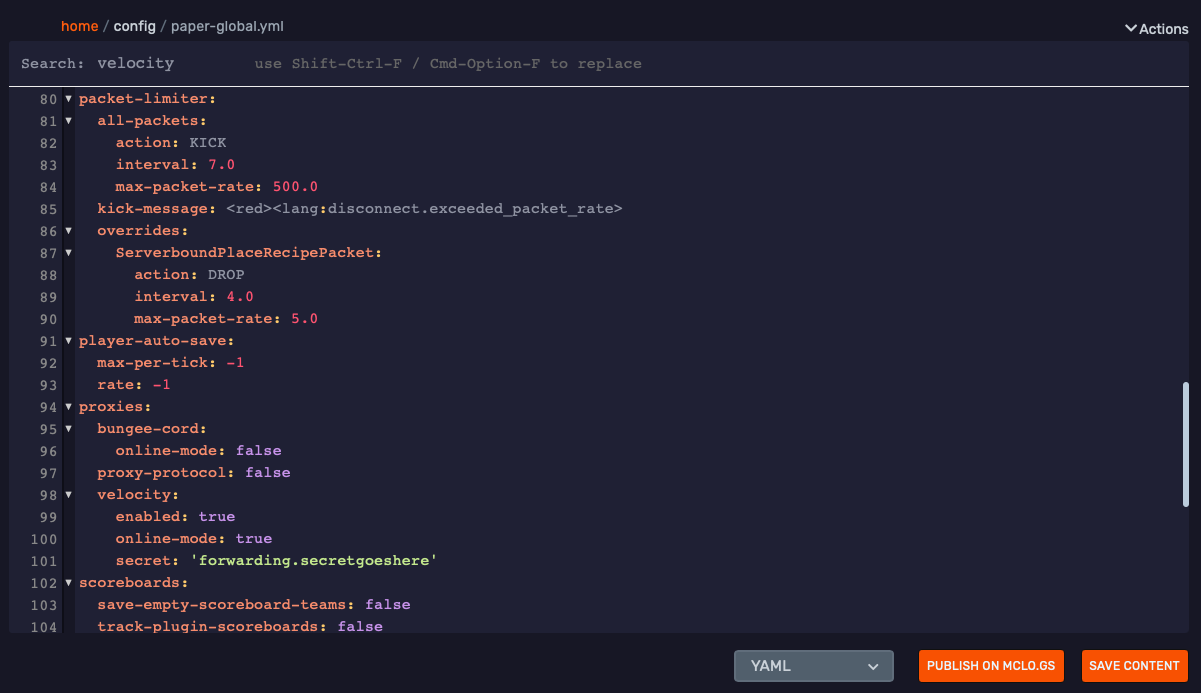 home / config / paper-global.yml
Actions
Search: velocity use Shift-Ctrl-F / Cmd-Option-F to replace
80 packet-limiter:
81 all-packets:
82 action: KICK
83 interval: 7.0
84 max-packet-rate: 500.0
85 kick-message: <red><lang:disconnect.exceeded_packet_rate>
86 overrides:
87 ServerboundPlaceRecipePacket:
88 action: DROP
89 interval: 4.0
90 max-packet-rate: 5.0
91 player-auto-save:
92 max-per-tick: -1
93 rate: -1
94 proxies:
95 bungee-cord:
96 online-mode: false
97 proxy-protocol: false
98 velocity:
99 enabled: true
100 online-mode: true
101 secret: 'forwarding.secretgoeshere'
102 scoreboards:
103 save-empty-scoreboard-teams: false
104 track-plugin-scoreboards: false
YAML
PUBLISH ON MCLO.GS
SAVE CONTENT